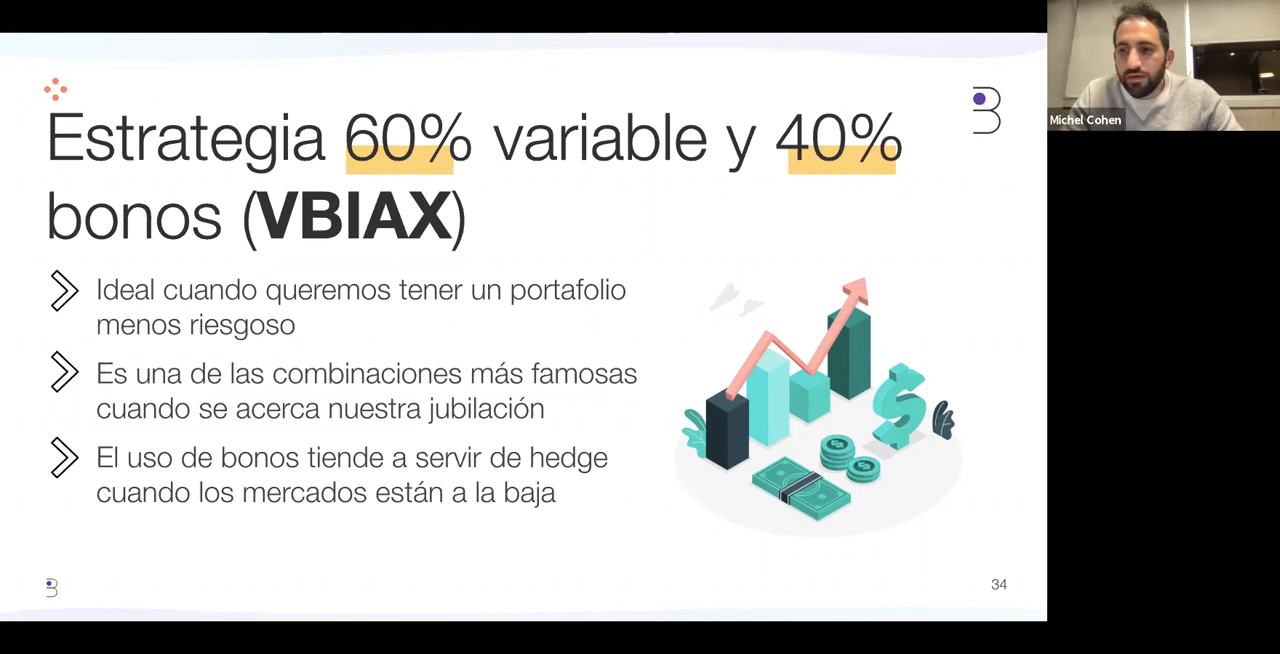 Estrategia 60% variable y 40%
bonos (VBIAX)
Ideal cuando queremos tener un portafolio
menos riesgoso
Es una de las combinaciones más famosas
cuando se acerca nuestra jubilación
El uso de bonos tiende a servir de hedge
cuando los mercados están a la baja
34
Michel Cohen